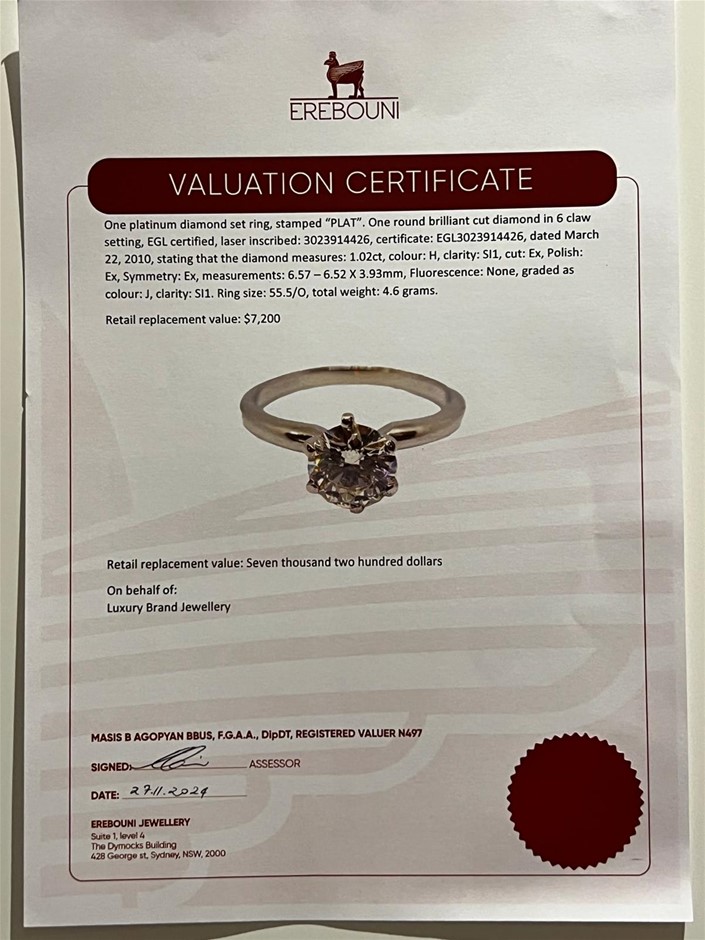 EREBOUNI
VALUATION CERTIFICATE
One platinum diamond set ring, stamped “PLAT”. One round brilliant cut diamond in 6 claw
setting, EGL certified, laser inscribed: 3023914426, certificate: EGL3023914426, dated March
22, 2010, stating that the diamond measures: 1.02ct, colour: H, clarity: SI1, cut: Ex, Polish:
Ex, Symmetry: Ex, measurements: 6.57 – 6.52 X 3.93mm, Fluorescence: None, graded as
colour: J, clarity: SI1. Ring size: 55.5/O, total weight: 4.6 grams.
Retail replacement value: $7,200
Retail replacement value: Seven thousand two hundred dollars
On behalf of:
Luxury Brand Jewellery
MASIS B AGOPYAN BBUS, F.G.A.A., DipDT, REGISTERED VALUER N497
SIGNED: ASSESSOR
DATE: 27.11.2024
EREBOUNI JEWELLERY
Suite 1, level 4
The Dymocks Building
428 George st, Sydney, NSW, 2000